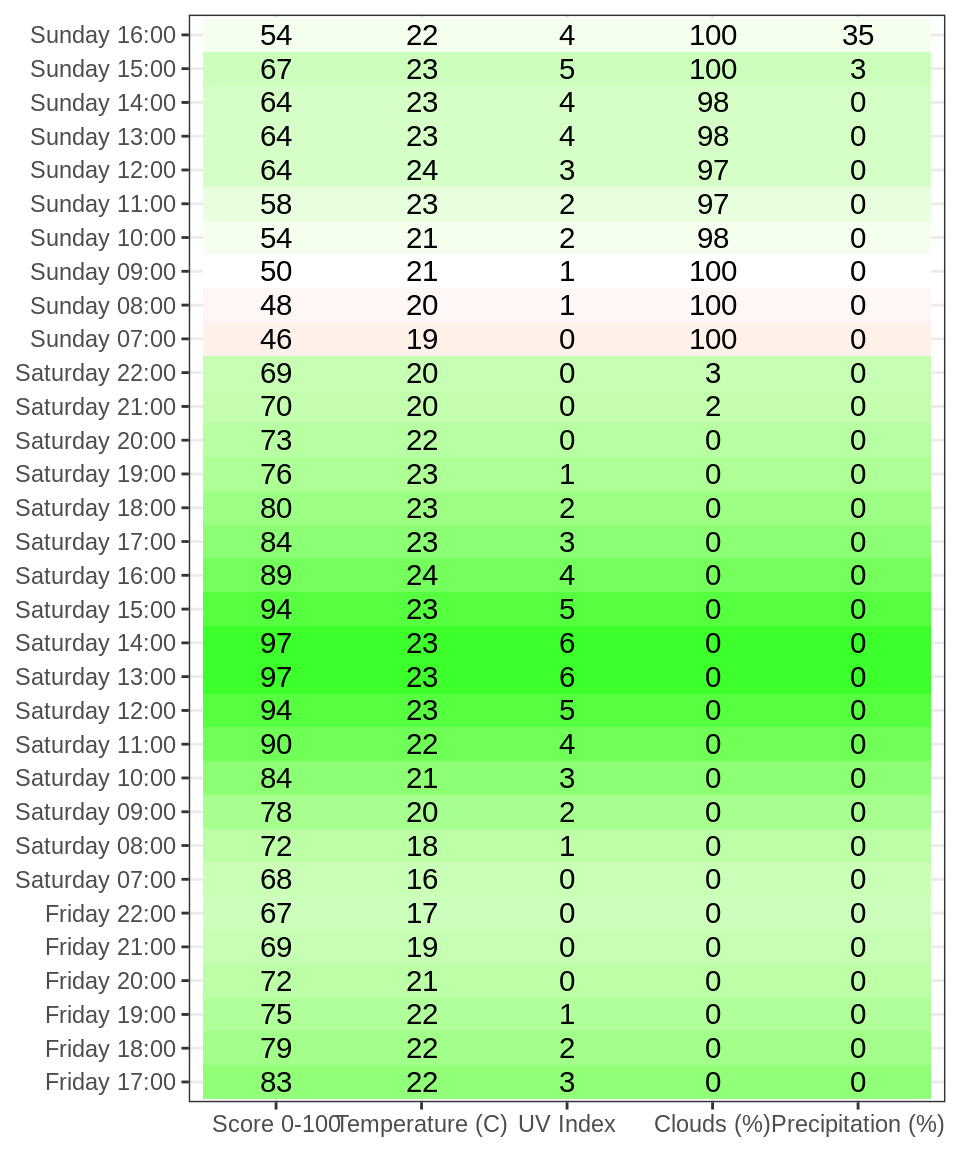 Sunday 16:00 54 22 4 100 35
Sunday 15:00 67 23 5 100 3
Sunday 14:00 64 23 4 98 0
Sunday 13:00 64 23 4 98 0
Sunday 12:00 64 24 3 97 0
Sunday 11:00 58 23 2 97 0
Sunday 10:00 54 21 2 98 0
Sunday 09:00 50 21 1 100 0
Sunday 08:00 48 20 1 100 0
Sunday 07:00 46 19 0 100 0
Saturday 22:00 69 20 0 3 0
Saturday 21:00 70 20 0 2 0
Saturday 20:00 73 22 0 0 0
Saturday 19:00 76 23 1 0 0
Saturday 18:00 80 23 2 0 0
Saturday 17:00 84 23 3 0 0
Saturday 16:00 89 24 4 0 0
Saturday 15:00 94 23 5 0 0
Saturday 14:00 97 23 6 0 0
Saturday 13:00 97 23 6 0 0
Saturday 12:00 94 23 5 0 0
Saturday 11:00 90 22 4 0 0
Saturday 10:00 84 21 3 0 0
Saturday 09:00 78 20 2 0 0
Saturday 08:00 72 18 1 0 0
Saturday 07:00 68 16 0 0 0
Friday 22:00 67 17 0 0 0
Friday 21:00 69 19 0 0 0
Friday 20:00 72 21 0 0 0
Friday 19:00 75 22 1 0 0
Friday 18:00 79 22 2 0 0
Friday 17:00 83 22 3 0 0
Score 0-100 Temperature (C) UV Index Clouds (%) Precipitation (%)